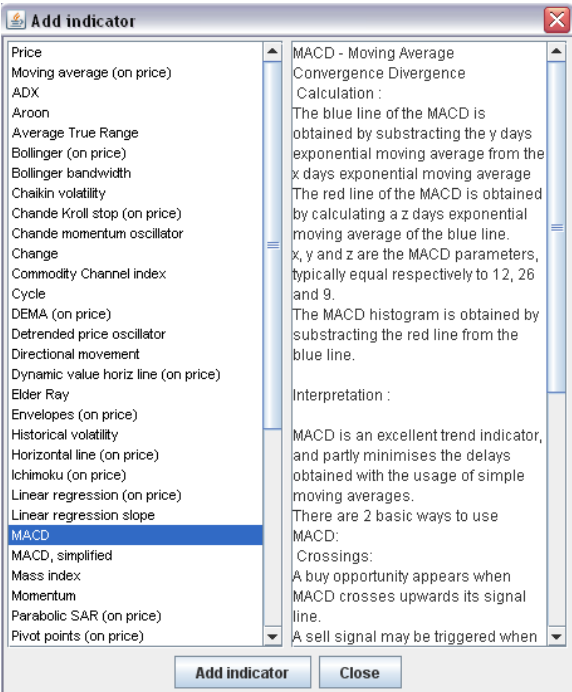 Add indicator
Price
Moving average (on price)
ADX
Aroon
Average True Range
Bollinger (on price)
Bollinger bandwidth
Chaikin volatility
Chande Kroll stop (on price)
Chande momentum oscillator
Change
Commodity Channel index
Cycle
DEMA (on price)
Detrended price oscillator
Directional movement
Dynamic value horiz line (on price)
Elder Ray
Envelopes (on price)
Historical volatility
Horizontal line (on price)
Ichimoku (on price)
Linear regression (on price)
Linear regression slope
MACD
MACD, simplified
Mass index
Momentum
Parabolic SAR (on price)
Pivot points (on price)
MACD - Moving Average
Convergence Divergence
Calculation :
The blue line of the MACD is
obtained by substracting the y days
exponential moving average from the
x days exponential moving average
The red line of the MACD is obtained
by calculating a z days exponential
moving average of the blue line.
x, y and z are the MACD parameters,
typically equal respectively to 12, 26
and 9.
The MACD histogram is obtained by
substracting the red line from the
blue line.
Interpretation :
MACD is an excellent trend indicator,
and partly minimises the delays
obtained with the usage of simple
moving averages.
There are 2 basic ways to use
MACD:
Crossings:
A buy opportunity appears when
MACD crosses upwards its signal
line.
A sell signal may be triggered when
Add indicator
Close